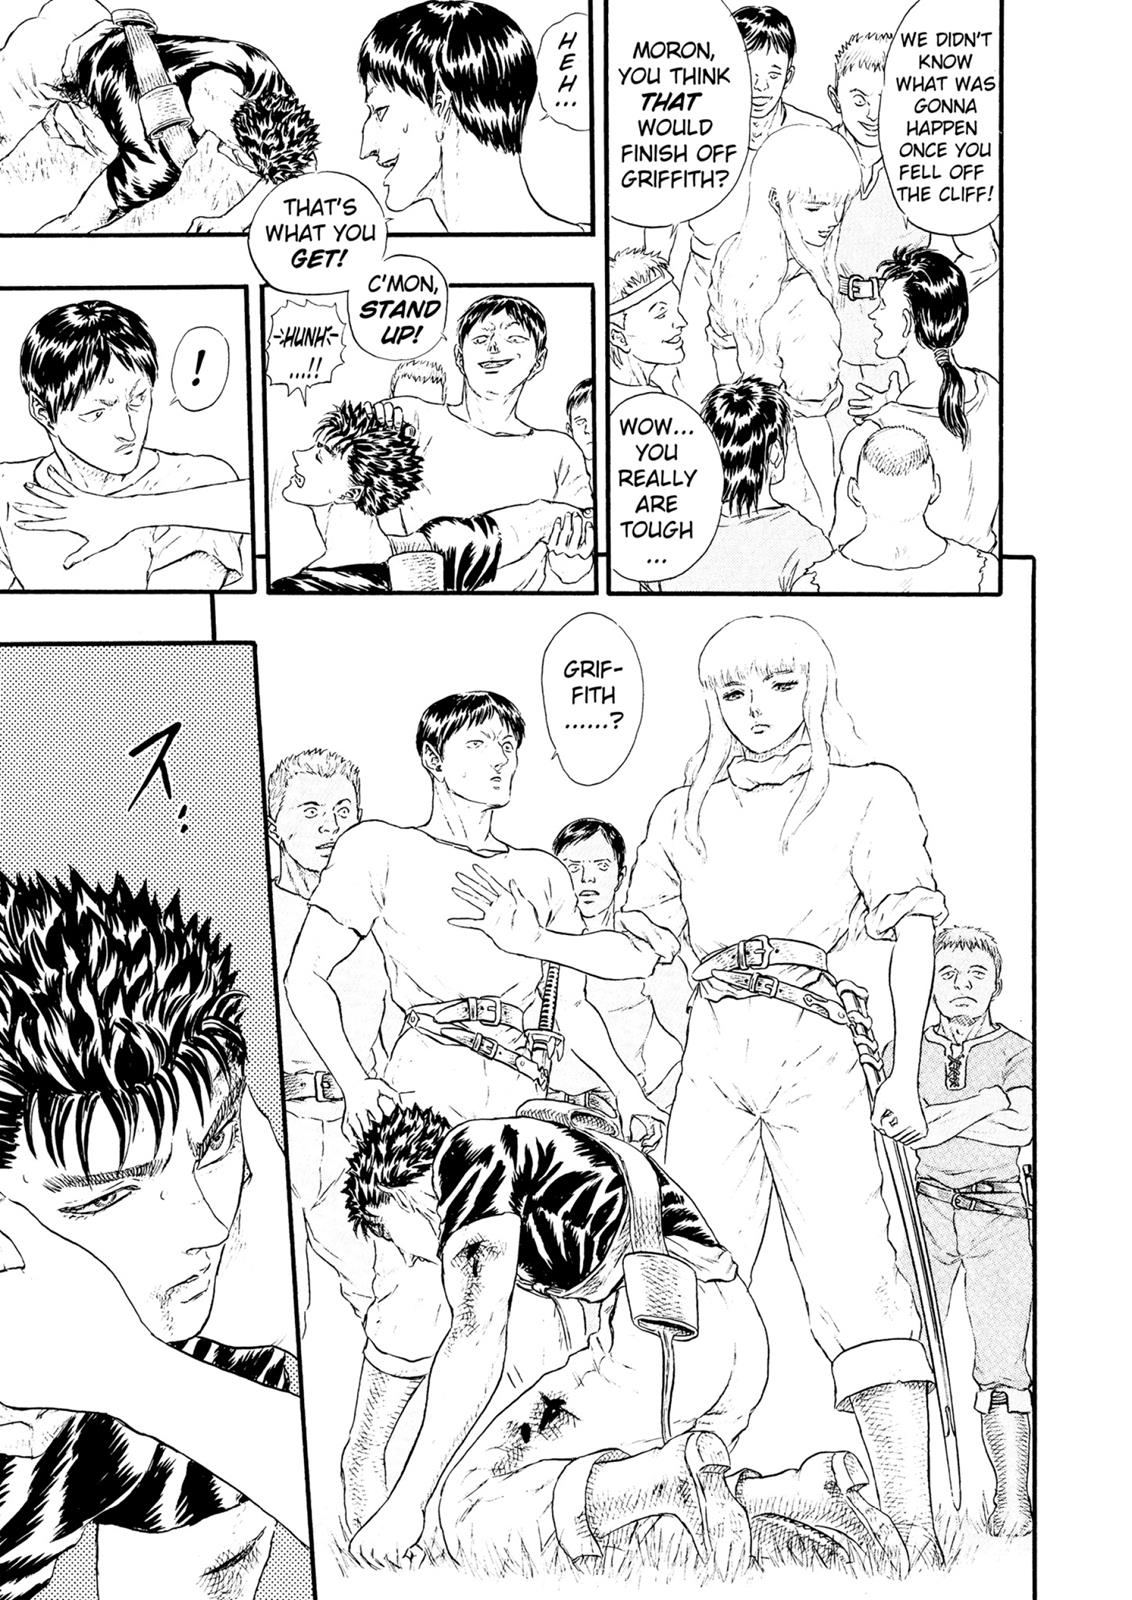 WE DIDN'T
KNOW
WHAT WAS
GONNA
HAPPEN
ONCE YOU
FELL OFF
THE CLIFF!
MORON,
YOU THINK
THAT
WOULD
FINISH OFF
GRIFFITH?
WOW...
YOU
REALLY
ARE
TOUGH
...
HEH...
THAT'S
WHAT YOU
GET!
C'MON,
STAND
UP!
HUNH
...!!
!
GRIF-
FITH
......?
ス!